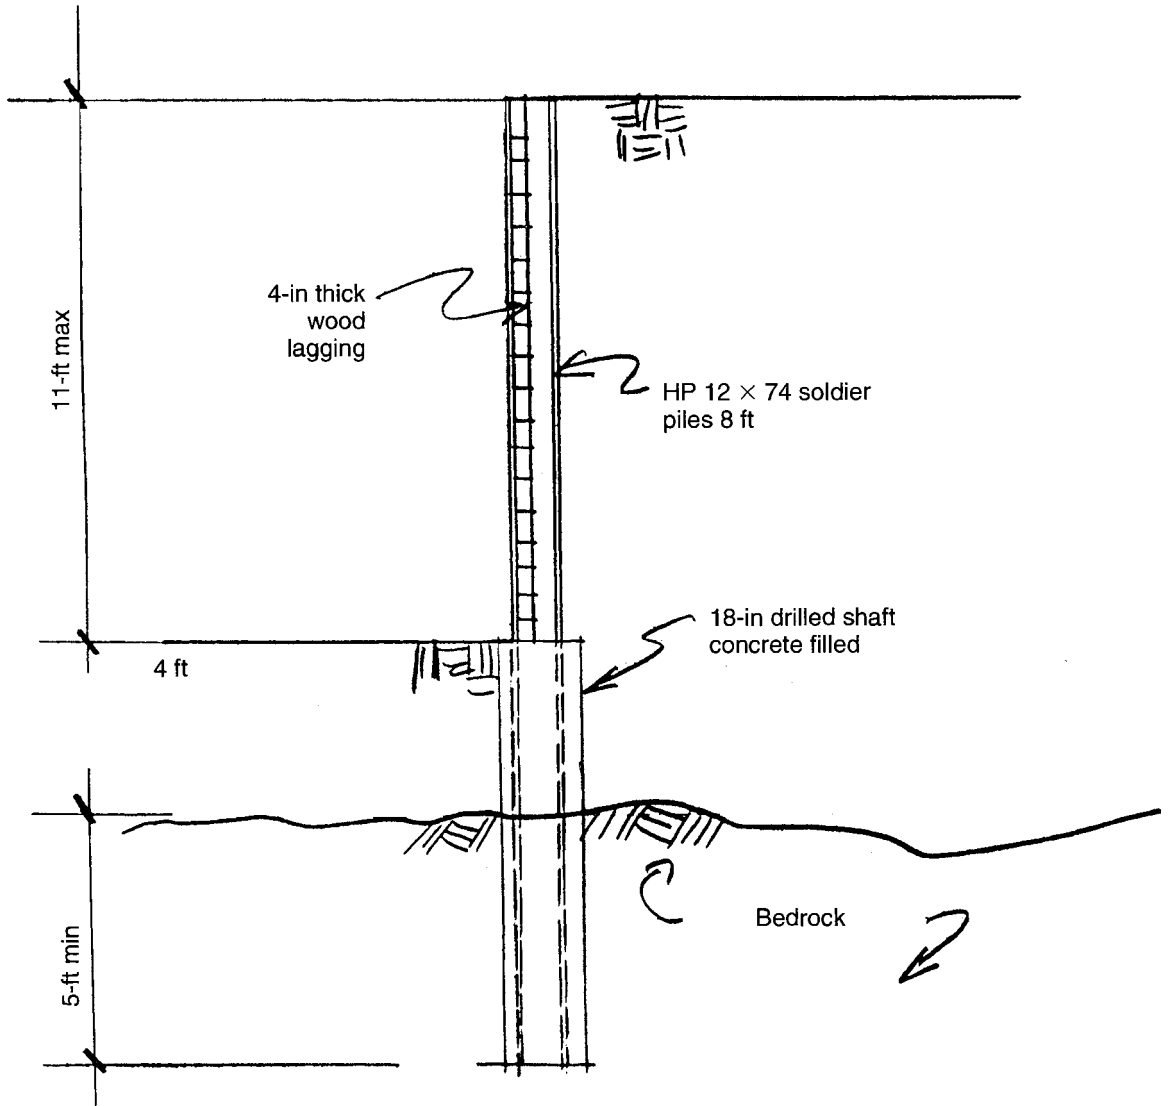 4-in thick
wood
lagging
11-ft max
HP 12 × 74 soldier
piles 8 ft
18-in drilled shaft
concrete filled
4 ft
Bedrock
5-ft min